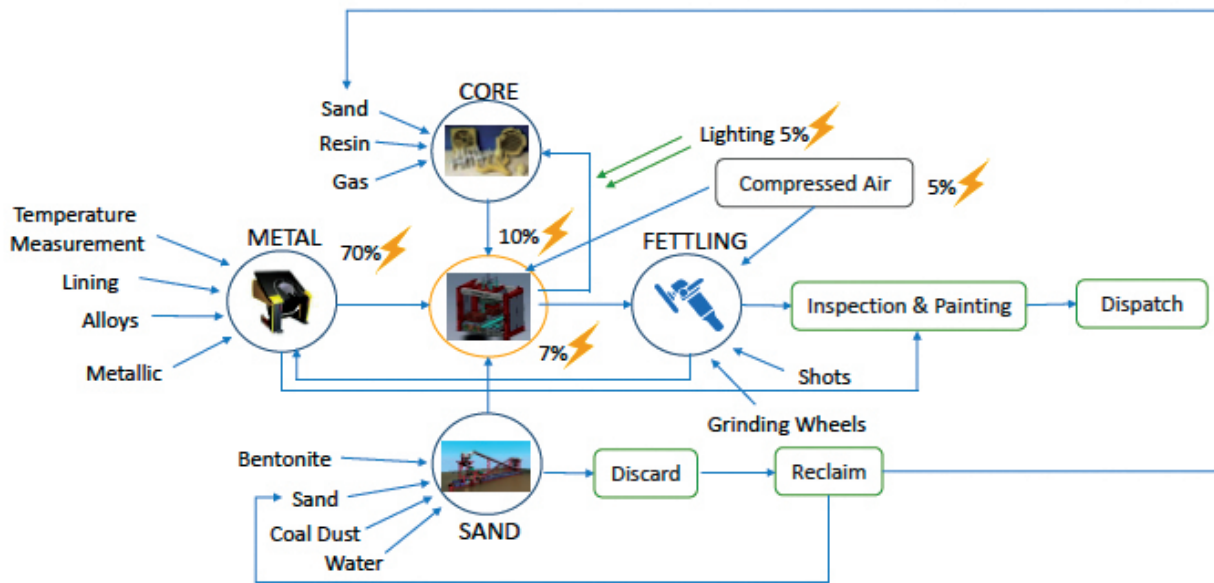 CORE
Sand
Resin
Gas
Lighting 5%
Compressed Air
5%
Temperature
Measurement
METAL
70%
10%
FETTLING
Lining
Alloys
Metallic
Inspection & Painting
Dispatch
7%
Shots
Grinding Wheels
Bentonite
Sand
Coal Dust
Water
SAND
Discard
Reclaim